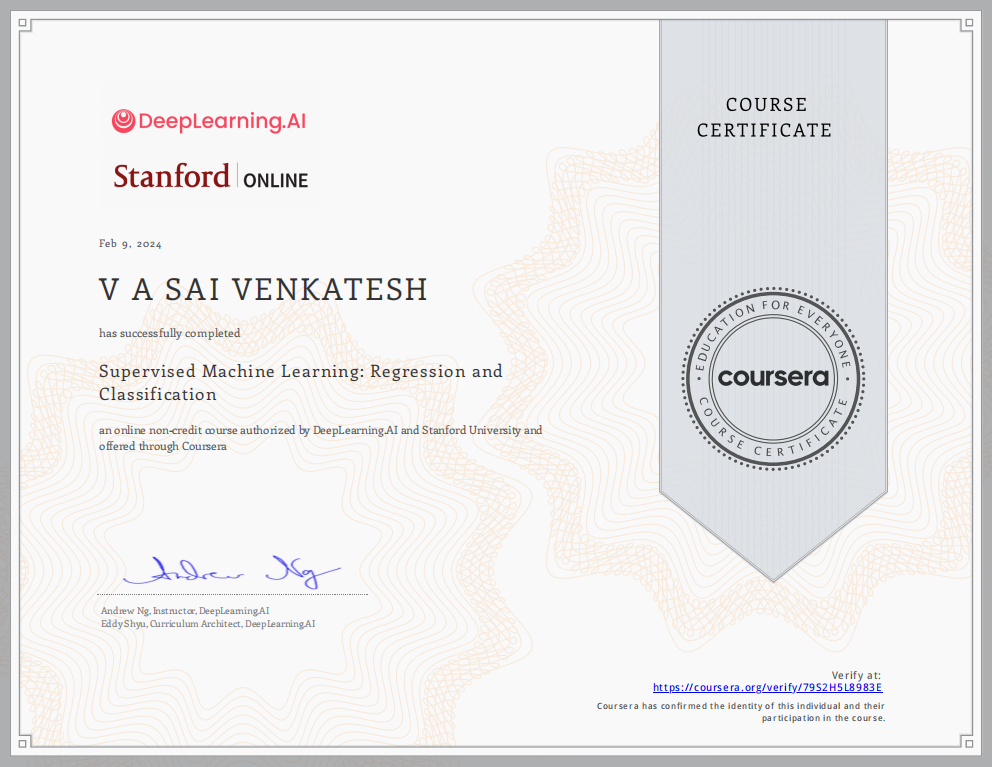 DeepLearning.AI
Stanford ONLINE
COURSE
CERTIFICATE
Feb 9, 2024
V A SAI VENKATESH
has successfully completed
Supervised Machine Learning: Regression and
Classification
an online non-credit course authorized by DeepLearning.AI and Stanford University and
offered through Coursera
EDUCATION FOR EVERYONE
coursera
COURSE CERTIFICATE
Andrew Ng
Andrew Ng, Instructor, DeepLearning.AI
Eddy Shyu, Curriculum Architect, DeepLearning.AI
Verify at:
https://coursera.org/verify/79S2H5L8983E
Coursera has confirmed the identity of this individual and their
participation in the course.